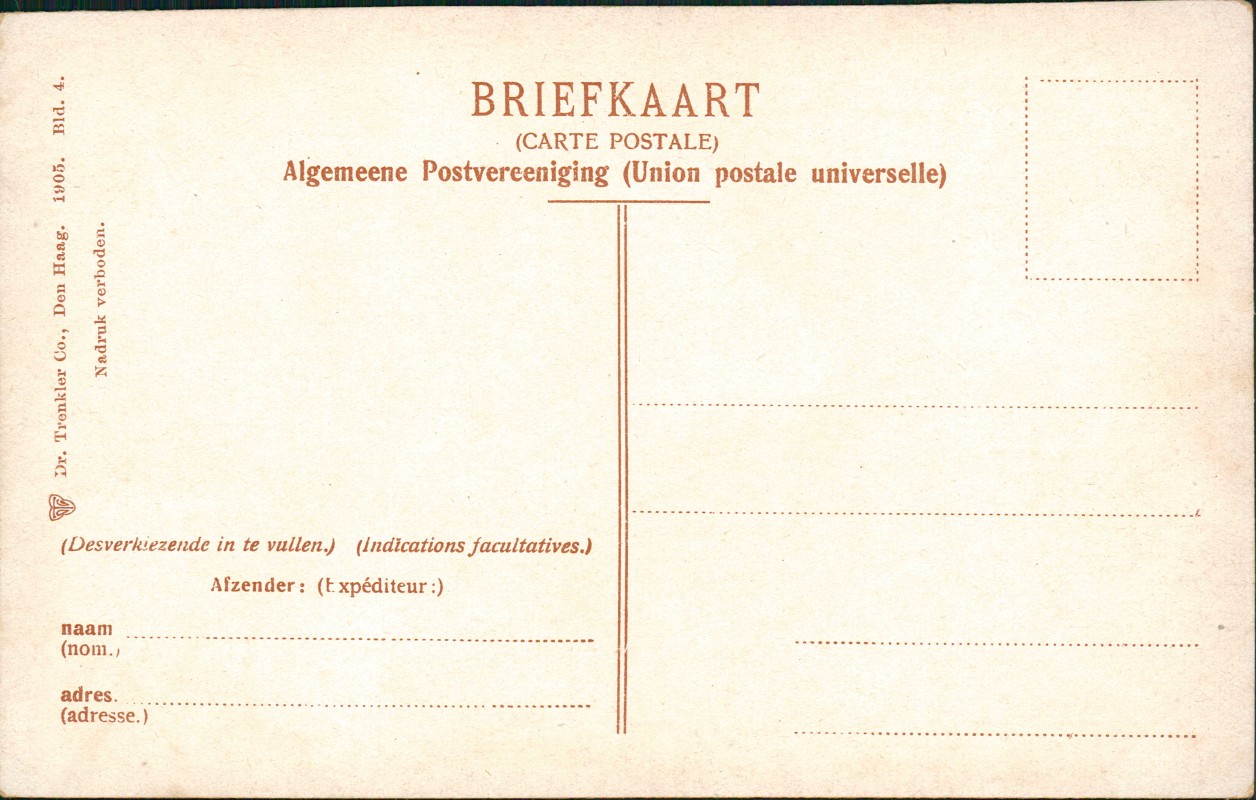 BRIEFKAART
(CARTE POSTALE)
Algemeene Postvereeniging (Union postale universelle)
Dr. Trenkler Co., Den Haag. 1905. Bld. 4.
Nadruk verboden.
(Desverkiezende in te vullen.) (Indications facultatives.)
Afzender: (Expéditeur:)
naam
(nom.)
adres.
(adresse.)